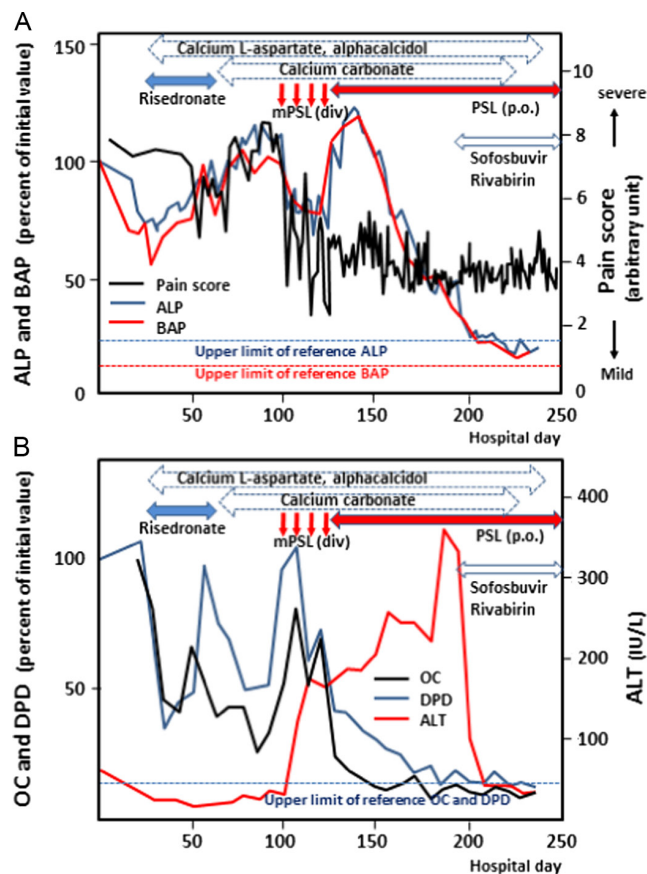 A
ALP and BAP (percent of initial value)
150
100
50
0
Calcium L-aspartate, alphacalcidol
Calcium carbonate
Risedronate
mPSL (div)
PSL (p.o.)
Sofosbuvir
Rivabirin
Pain score
ALP
BAP
Upper limit of reference ALP
Upper limit of reference BAP
10
8
6
4
2
0
severe
Pain score
(arbitrary unit)
Mild
50
100
150
200
250
Hospital day
B
OC and DPD (percent of initial value)
100
50
Calcium L-aspartate, alphacalcidol
Calcium carbonate
Risedronate
mPSL (div)
PSL (p.o.)
Sofosbuvir
Rivabirin
OC
DPD
ALT
Upper limit of reference OC and DPD
400
300
200
100
ALT (IU/L)
50
100
150
200
250
Hospital day